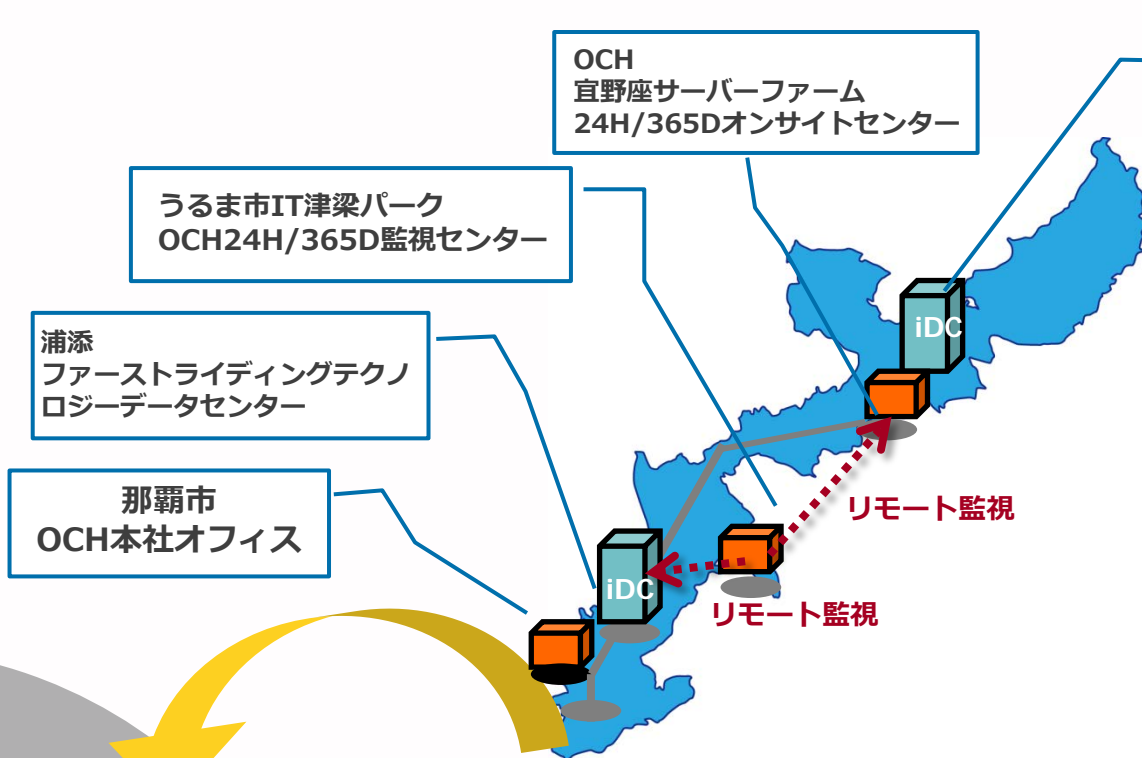 OCH
宜野座サーバーファーム
24H/365Dオンサイトセンター
うるま市IT津梁パーク
OCH24H/365D監視センター
浦添
ファーストライディングテクノ
ロジーデータセンター
那覇市
OCH本社オフィス
iDC
iDC
リモート監視
リモート監視